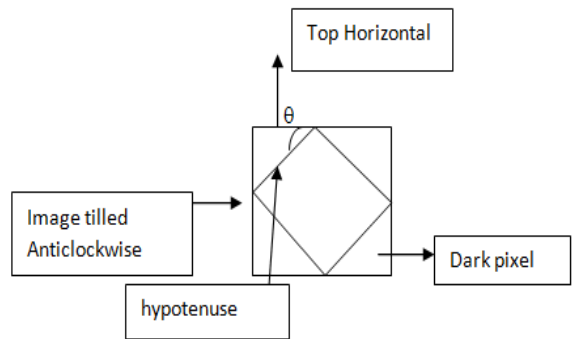 Top Horizontal
θ
Image tilled
Anticlockwise
Dark pixel
hypotenuse